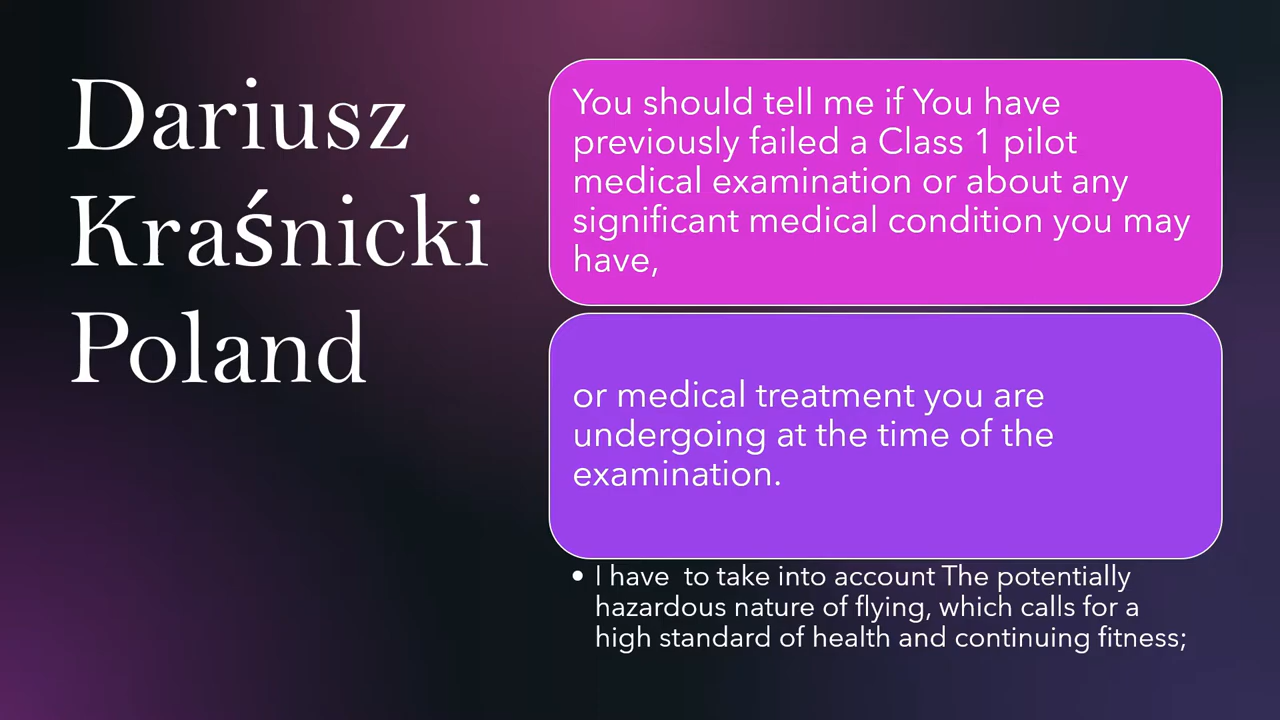 Dariusz
Kraśnicki
Poland
You should tell me if You have
previously failed a Class 1 pilot
medical examination or about any
significant medical condition you may
have,
or medical treatment you are
undergoing at the time of the
examination.
• I have  to take into account The potentially
hazardous nature of flying, which calls for a
high standard of health and continuing fitness;